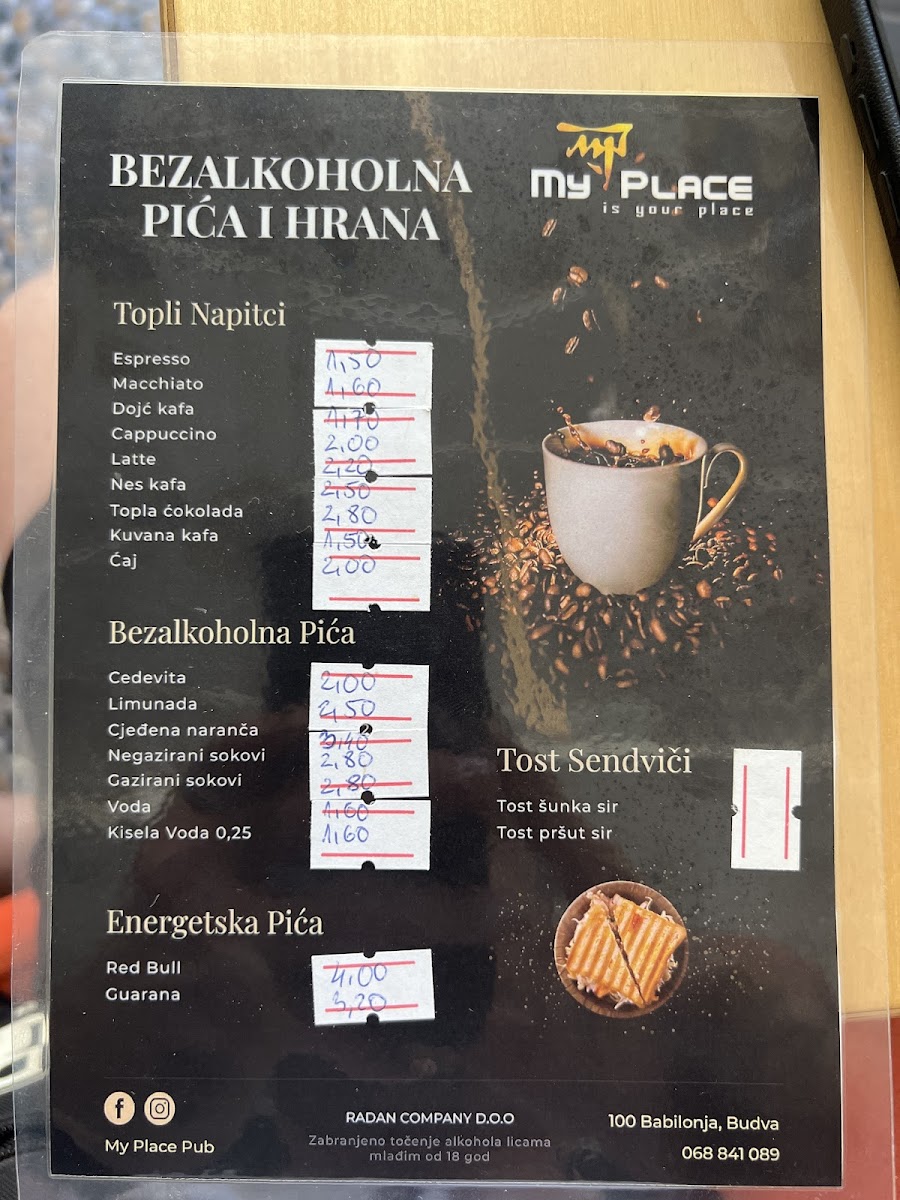 BEZALKOHOLNA
PIĆA I HRANA
MY PLACE
is your place
Topli Napitci
Espresso 1,50
Macchiato 1,60
Dojć kafa 1,70
Cappuccino 2,00
Latte 2,20
Nes kafa 2,50
Topla ćokolada 2,80
Kuvana kafa 1,50
Ćaj 2,00
Bezalkoholna Pića
Cedevita 2,00
Limunada 2,50
Cjeđena naranča 3,40
Negazirani sokovi 2,80
Gazirani sokovi 2,80
Voda 1,60
Kisela Voda 0,25 1,60
Tost Sendviči
Tost šunka sir
Tost pršut sir
Energetska Pića
Red Bull 4,00
Guarana 3,20
My Place Pub
RADAN COMPANY D.O.O
Zabranjeno točenje alkohola licama
mlađim od 18 god
100 Babilonja, Budva
068 841 089